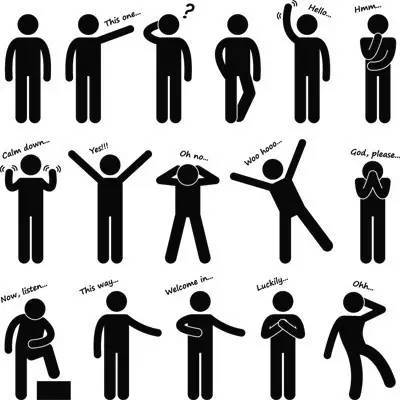 This one...
?
Hello...
Hmm...
Calm down...
Yes!!!
Oh no...
Woo hooo...
God, please...
Now, listen...
This way...
Welcome in...
Luckily...
Ohh...